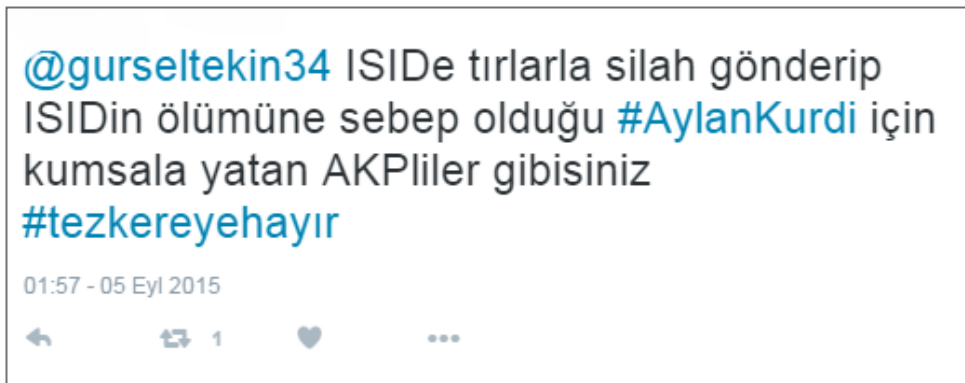 @gurseltekin34 ISIDe tırlarla silah gönderip
ISIDin ölümüne sebep olduğu #AylanKurdi için
kumsala yatan AKPliler gibisiniz
#tezkereyehayır
01:57 - 05 Eyl 2015
1